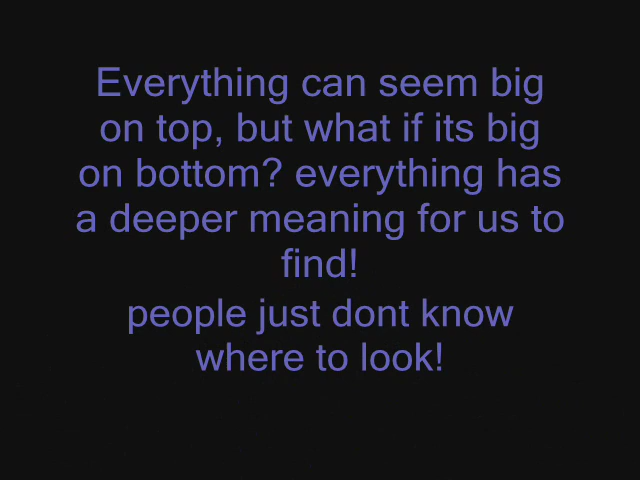 Everything can seem big
on top, but what if its big
on bottom? everything has
a deeper meaning for us to
find!
people just dont know
where to look!